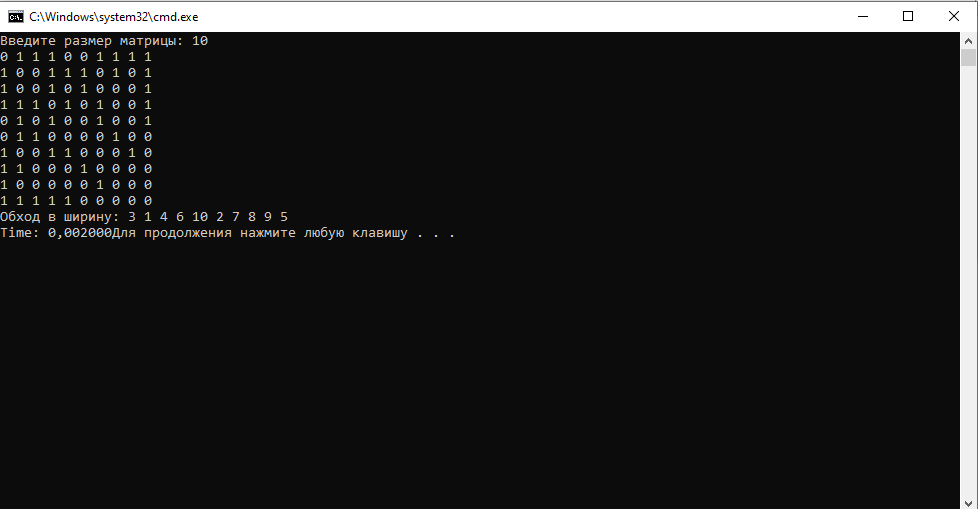 C:\Windows\system32\cmd.exe
Введите размер матрицы: 10
0 1 1 1 0 0 1 1 1 1
1 0 0 1 1 1 0 1 0 1
1 0 0 1 0 1 0 0 0 1
1 1 1 0 1 0 1 0 0 1
0 1 0 1 0 0 1 0 0 1
0 1 1 0 0 0 0 1 0 0
1 0 0 1 1 0 0 0 1 0
1 1 0 0 0 1 0 0 0 0
1 0 0 0 0 0 1 0 0 0
1 1 1 1 1 0 0 0 0 0
Обход в ширину: 3 1 4 6 10 2 7 8 9 5
Time: 0,002000Для продолжения нажмите любую клавишу . . .